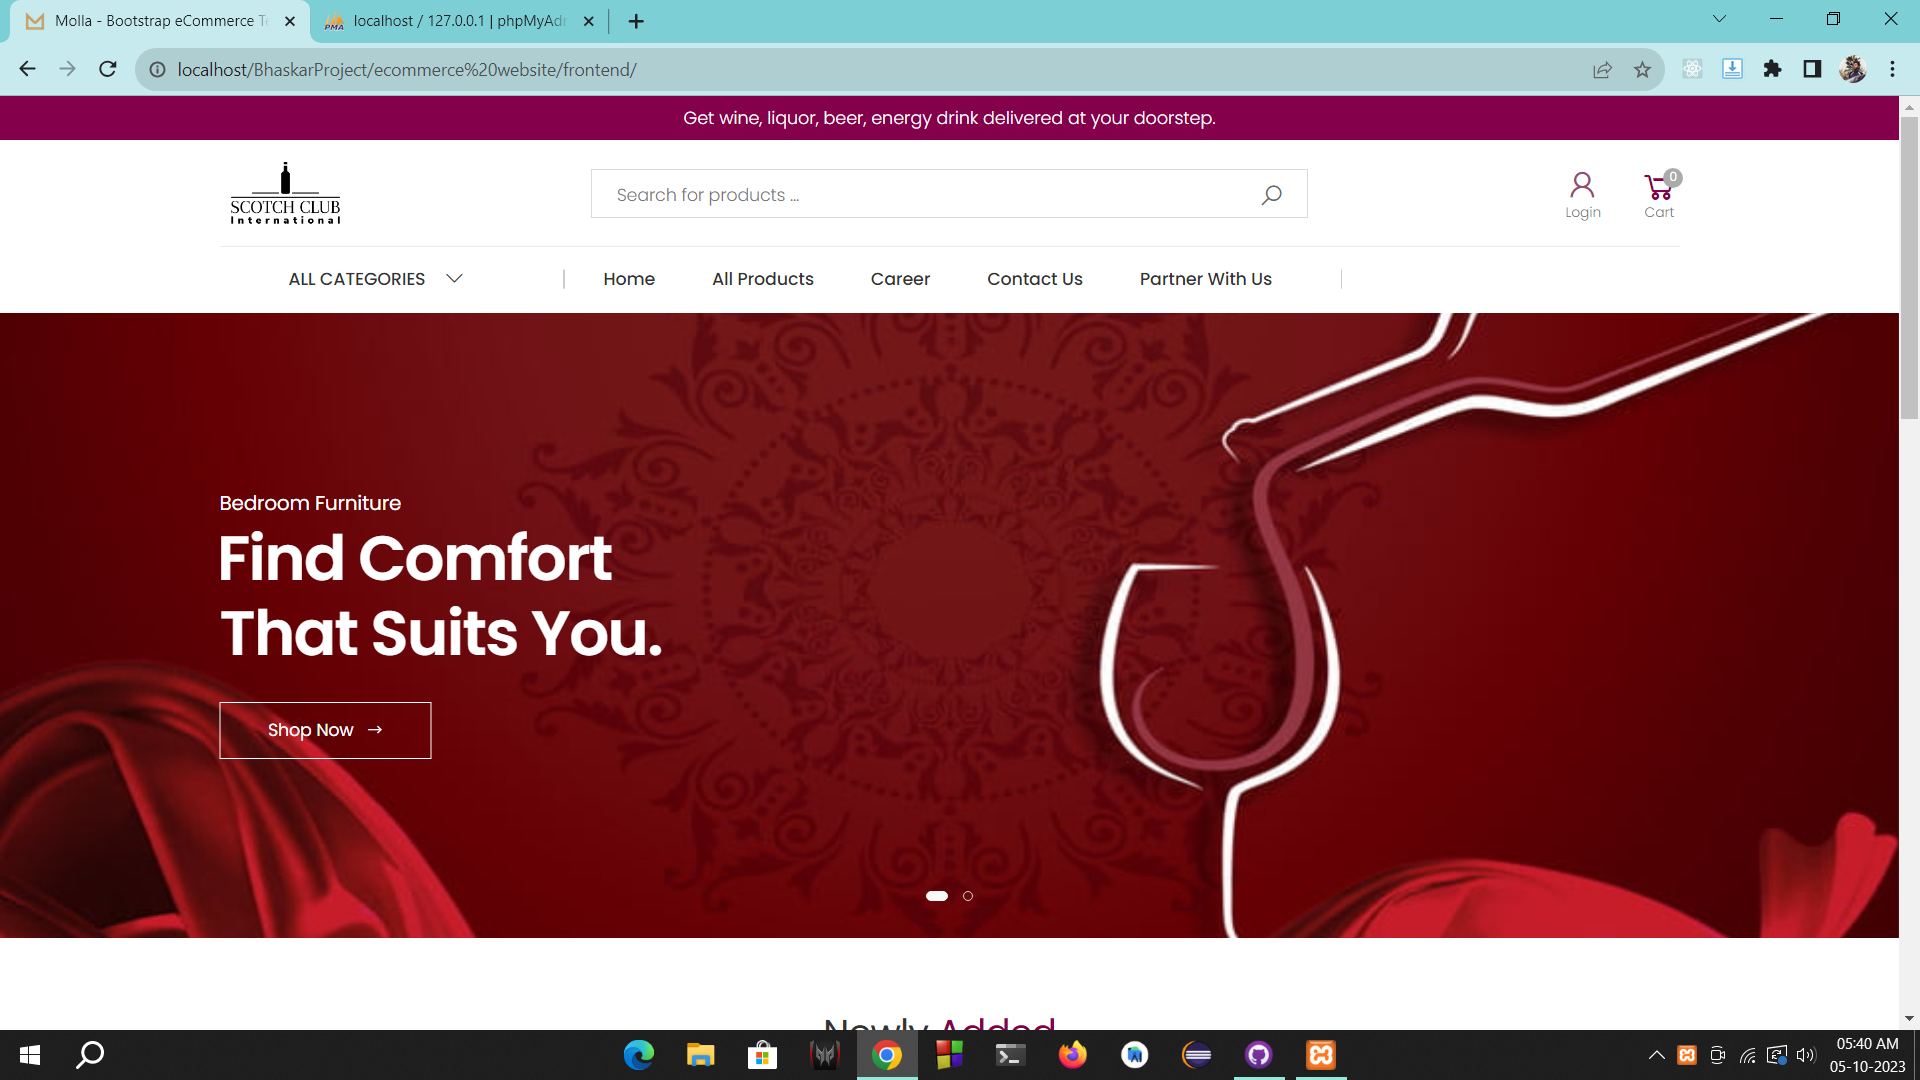 Molla - Bootstrap eCommerce Te
localhost / 127.0.0.1 | phpMyAdm
localhost/BhaskarProject/ecommerce%20website/frontend/
Get wine, liquor, beer, energy drink delivered at your doorstep.
SCOTCH CLUB
International
Search for products ...
Login
0
Cart
ALL CATEGORIES
Home
All Products
Career
Contact Us
Partner With Us
Bedroom Furniture
Find Comfort
That Suits You.
Shop Now →
Newly Added
05:40 AM
05-10-2023